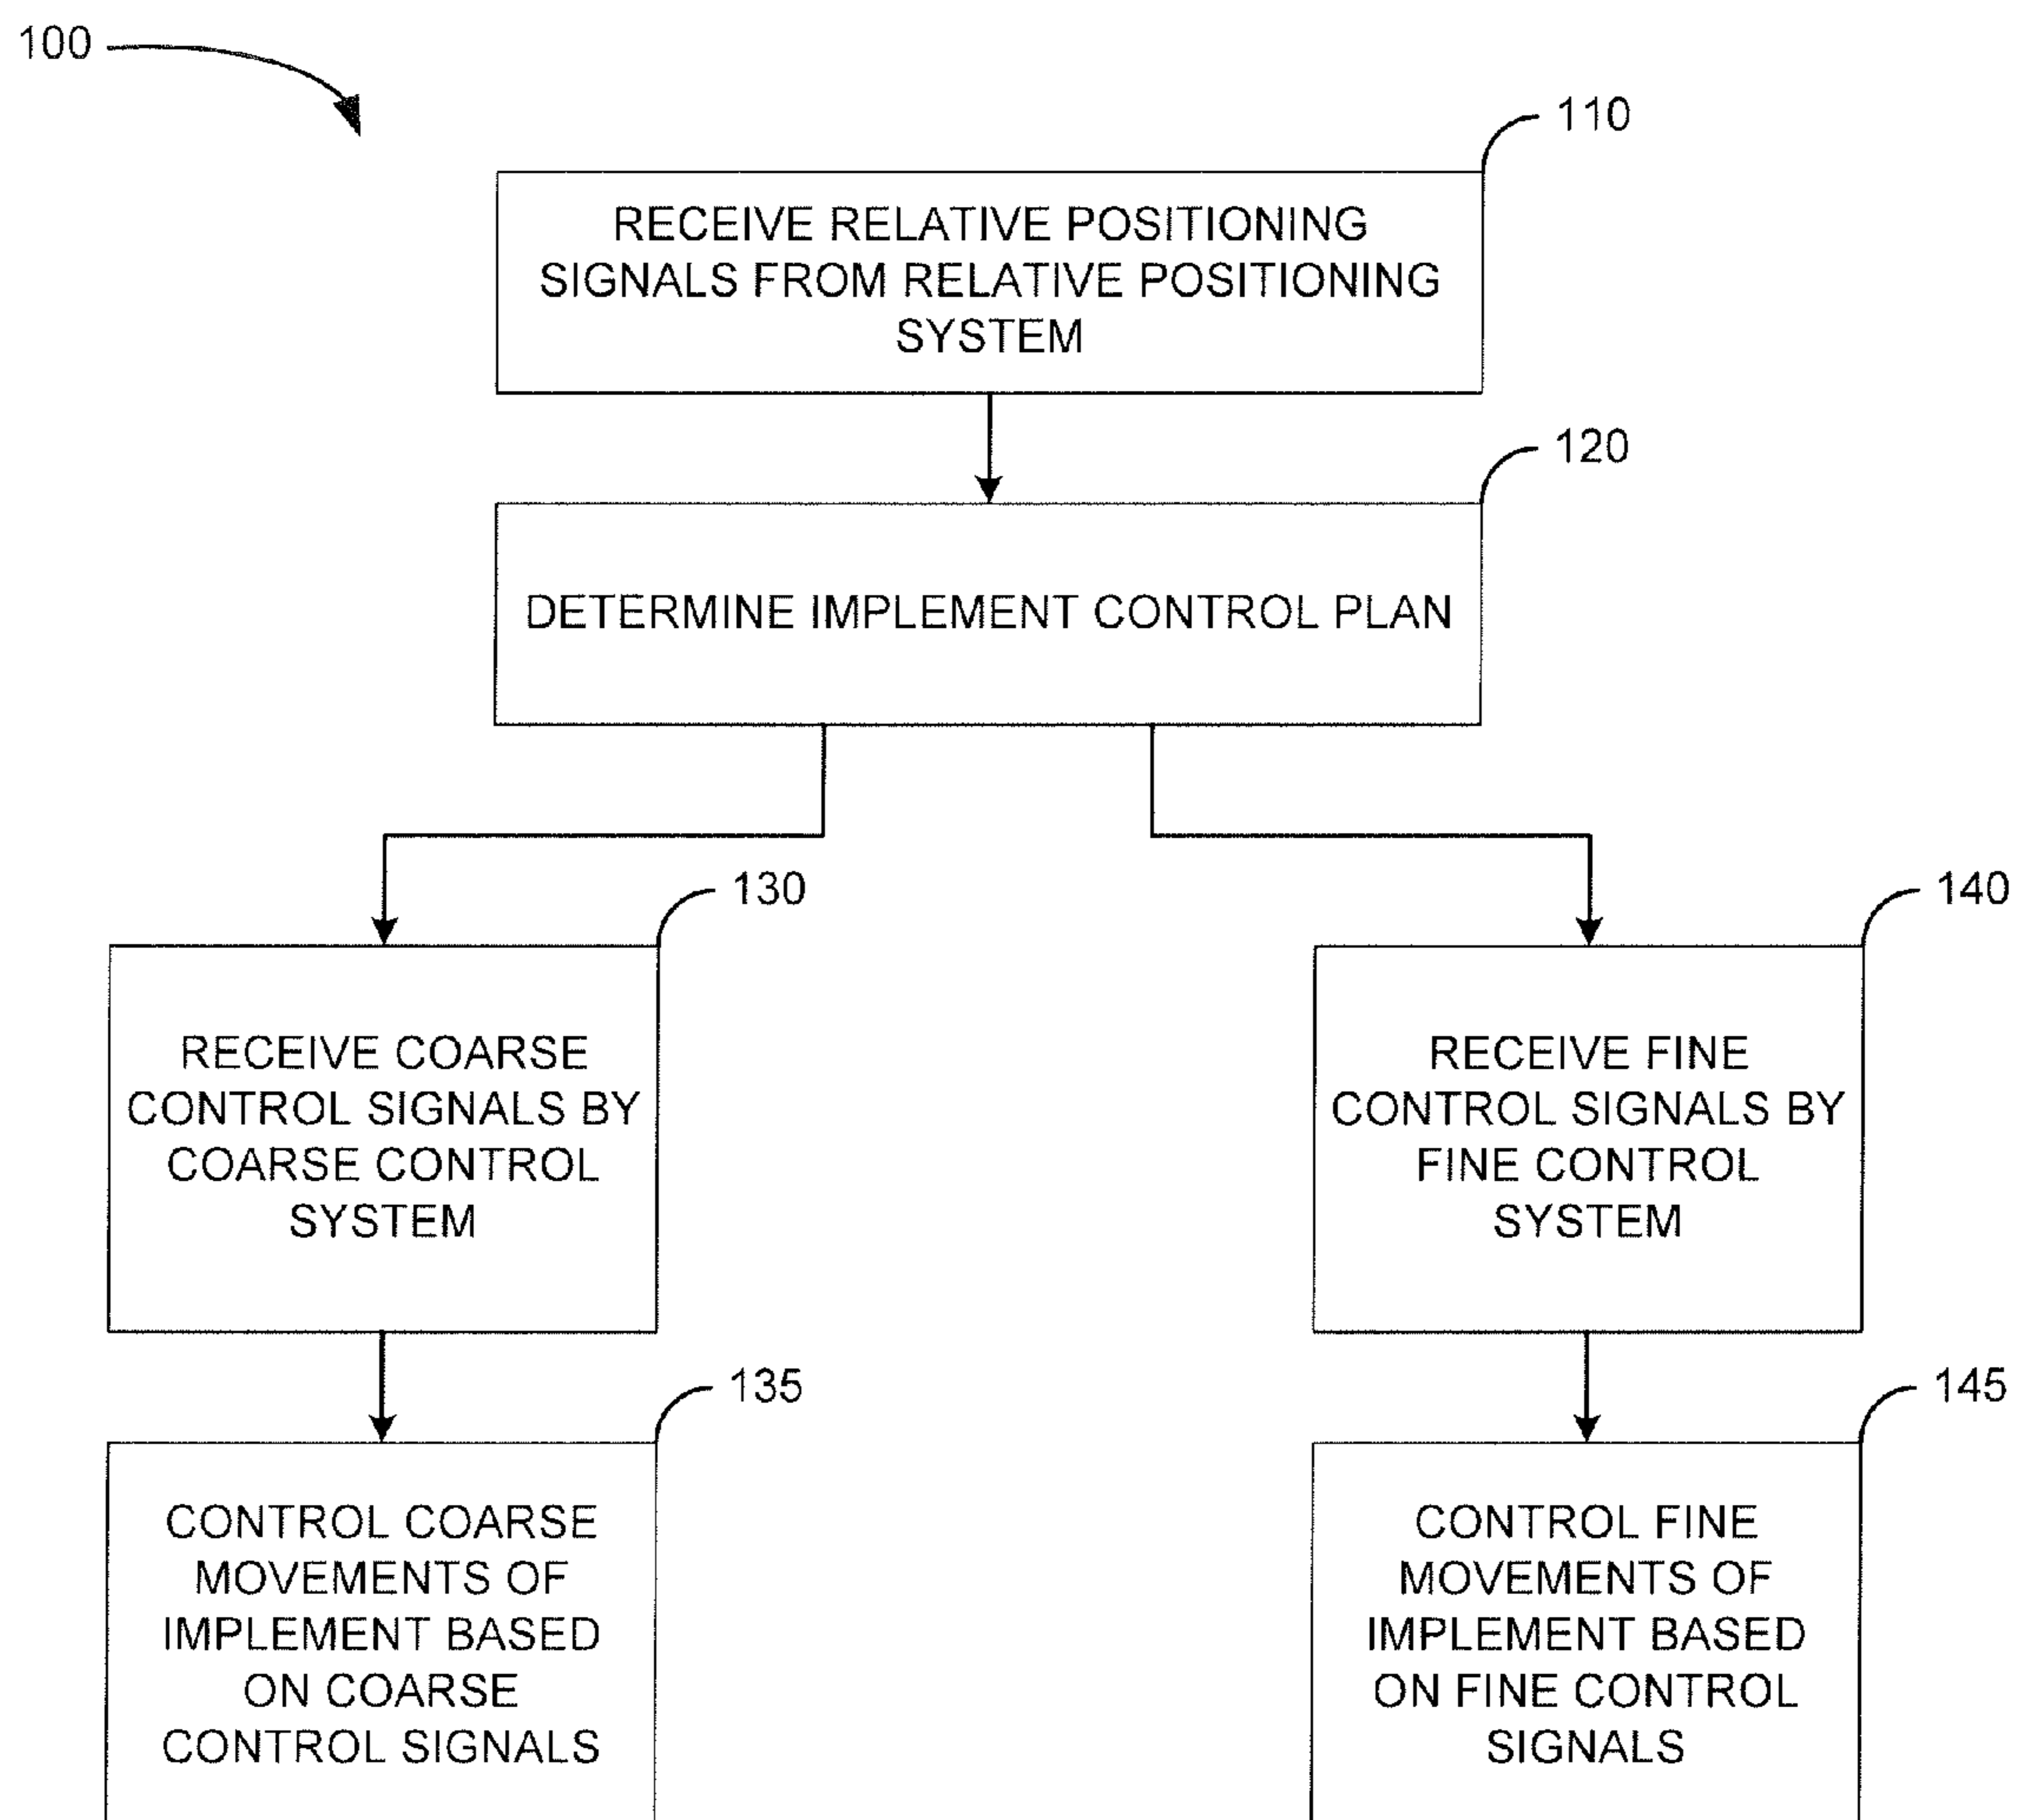 100
110
RECEIVE RELATIVE POSITIONING
SIGNALS FROM RELATIVE POSITIONING
SYSTEM
120
DETERMINE IMPLEMENT CONTROL PLAN
130
RECEIVE COARSE
CONTROL SIGNALS BY
COARSE CONTROL
SYSTEM
140
RECEIVE FINE
CONTROL SIGNALS BY
FINE CONTROL
SYSTEM
135
CONTROL COARSE
MOVEMENTS OF
IMPLEMENT BASED
ON COARSE
CONTROL SIGNALS
145
CONTROL FINE
MOVEMENTS OF
IMPLEMENT BASED
ON FINE CONTROL
SIGNALS